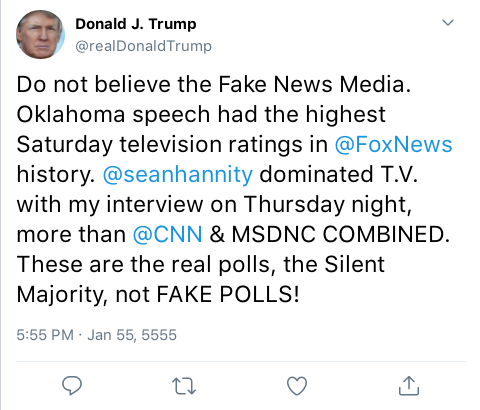 Donald J. Trump
@realDonaldTrump
Do not believe the Fake News Media.
Oklahoma speech had the highest
Saturday television ratings in @FoxNews
history. @seanhannity dominated T.V.
with my interview on Thursday night,
more than @CNN & MSDNC COMBINED.
These are the real polls, the Silent
Majority, not FAKE POLLS!
5:55 PM · Jan 55, 5555